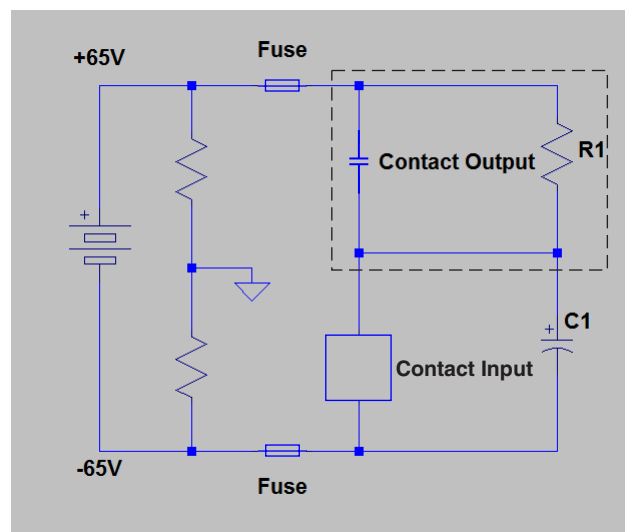 Fuse
+65V
Contact Output
R1
+
+
C1
Contact Input
-65V
Fuse